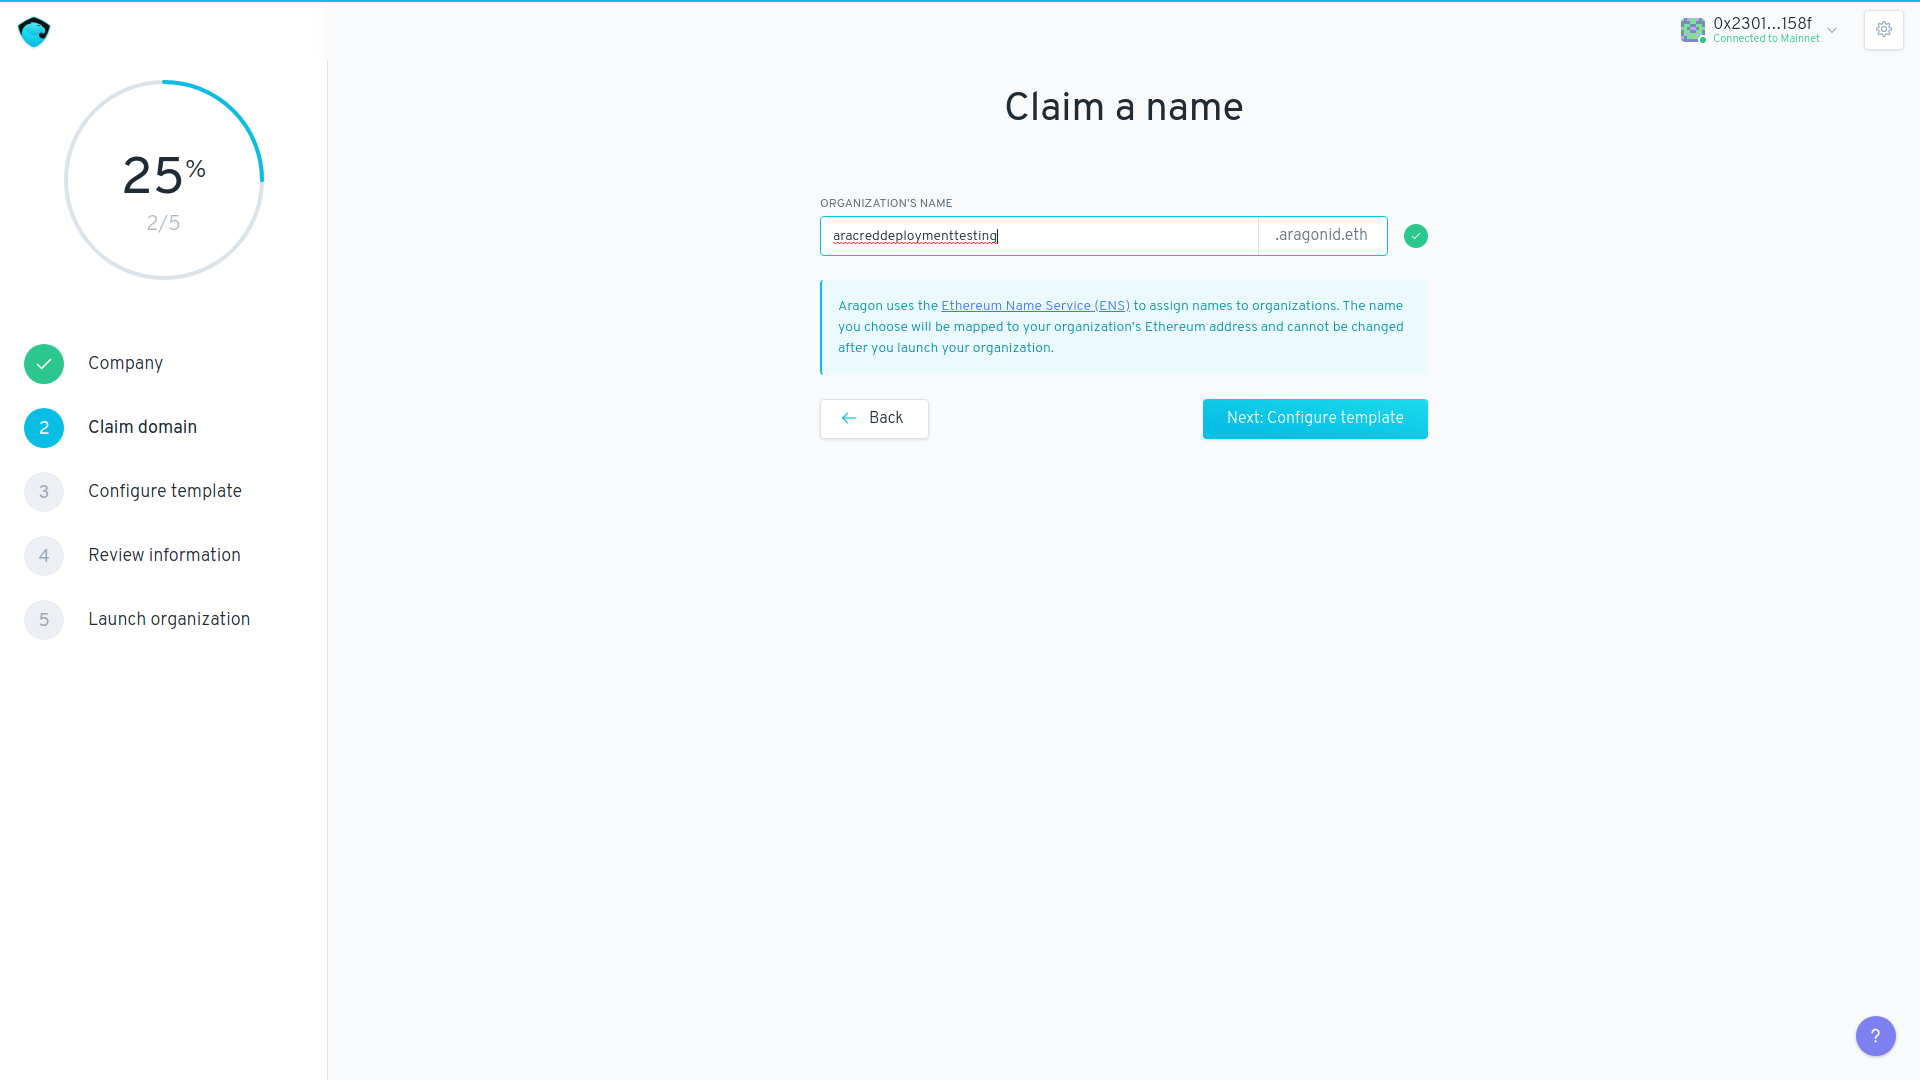 0x2301...158f
Connected to Mainnet
25%
2/5
Company
2 Claim domain
3 Configure template
4 Review information
5 Launch organization
Claim a name
ORGANIZATION'S NAME
aracreddeploymenttesting .aragonid.eth
Aragon uses the Ethereum Name Service (ENS) to assign names to organizations. The name
you choose will be mapped to your organization's Ethereum address and cannot be changed
after you launch your organization.
Back
Next: Configure template
?